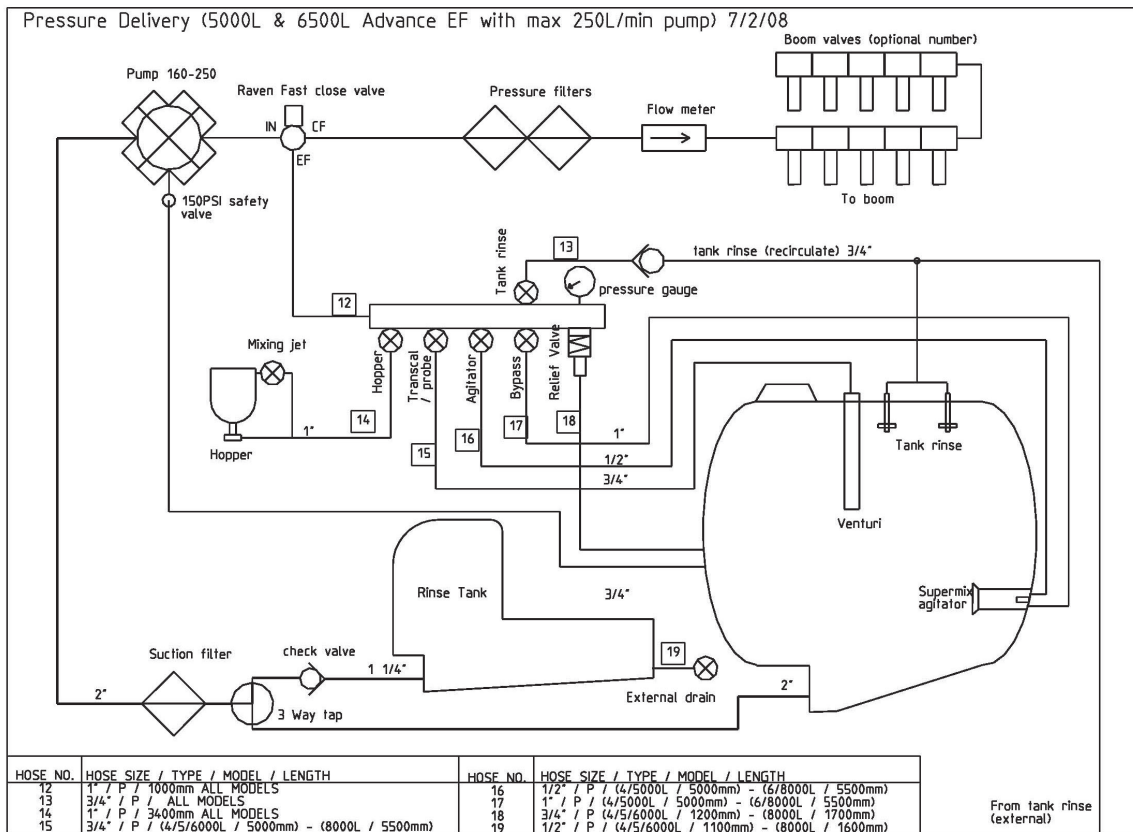 Pressure Delivery (5000L & 6500L Advance EF with max 250L/min pump) 7/2/08
Boom valves (optional number)
Pump 160-250
Raven Fast close valve
Pressure filters
Flow meter
IN
CF
EF
150PSI safety
valve
To boom
Tank rinse
13
tank rinse (recirculate) 3/4"
pressure gauge
12
Mixing jet
Hopper
Transcal
/ probe
Agitator
Bypass
Relief Valve
14
1"
Hopper
15
16
17
18
1"
1/2"
3/4"
Tank rinse
Venturi
Rinse Tank
3/4"
Supermix
agitator
Suction filter
check valve
1 1/4"
19
External drain
2"
3 Way tap
2"
HOSE NO. HOSE SIZE / TYPE / MODEL / LENGTH
12 1" / P / 1000mm ALL MODELS
13 3/4" / P / ALL MODELS
14 1" / P / 3400mm ALL MODELS
15 3/4" / P / (4/5/6000L / 5000mm) - (8000L / 5500mm)
HOSE NO. HOSE SIZE / TYPE / MODEL / LENGTH
16 1/2" / P / (4/5000L / 5000mm) - (6/8000L / 5500mm)
17 1" / P / (4/5000L / 5000mm) - (6/8000L / 5500mm)
18 3/4" / P / (4/5/6000L / 1200mm) - (8000L / 1700mm)
19 1/2" / P / (4/5/6000L / 1100mm) - (8000L / 1600mm)
From tank rinse
(external)